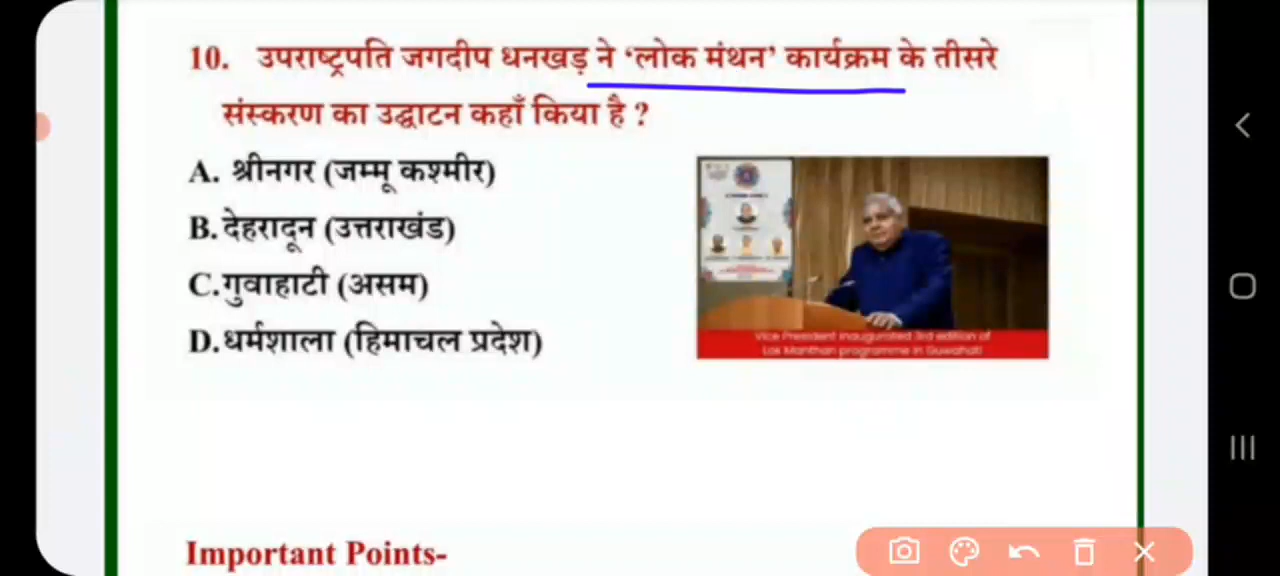 10. उपराष्ट्रपति जगदीप धनखड़ ने ‘लोक मंथन’ कार्यक्रम के तीसरे
संस्करण का उद्घाटन कहाँ किया है ?
A. श्रीनगर (जम्मू कश्मीर)
B. देहरादून (उत्तराखंड)
C. गुवाहाटी (असम)
D. धर्मशाला (हिमाचल प्रदेश)
Vice President inaugurated 3rd edition of
Lok Manthan programme in Guwahati
Important Points-